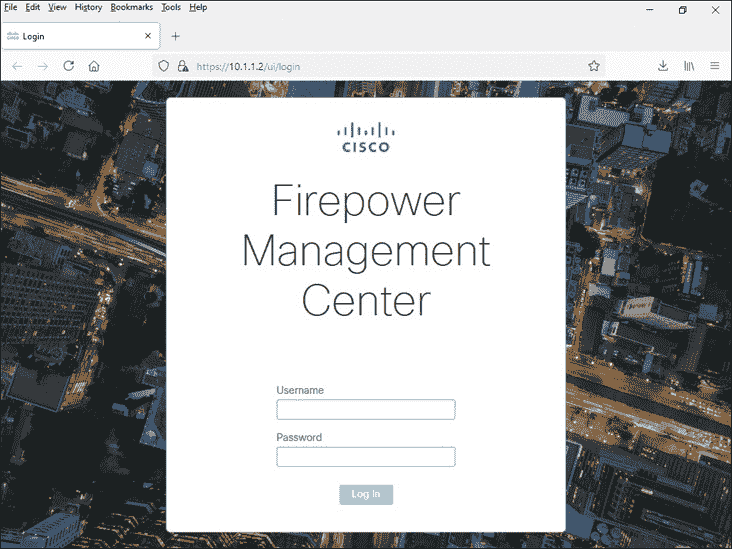 File Edit View History Bookmarks Tools Help
Login
https://10.1.1.2/ui/login
CISCO
Firepower
Management
Center
Username
Password
Log In